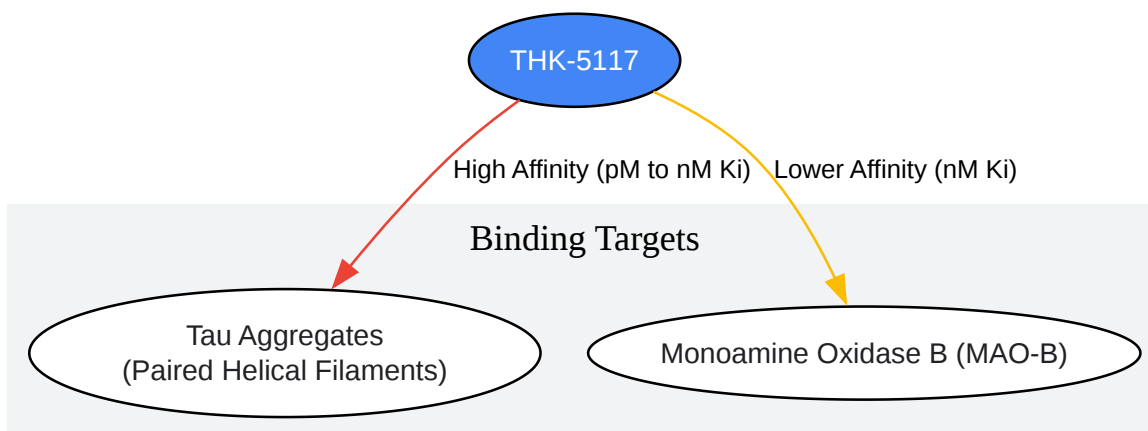 THK-5117
High Affinity (pM to nM Ki)
Lower Affinity (nM Ki)
Binding Targets
Tau Aggregates
(Paired Helical Filaments)
Monoamine Oxidase B (MAO-B)